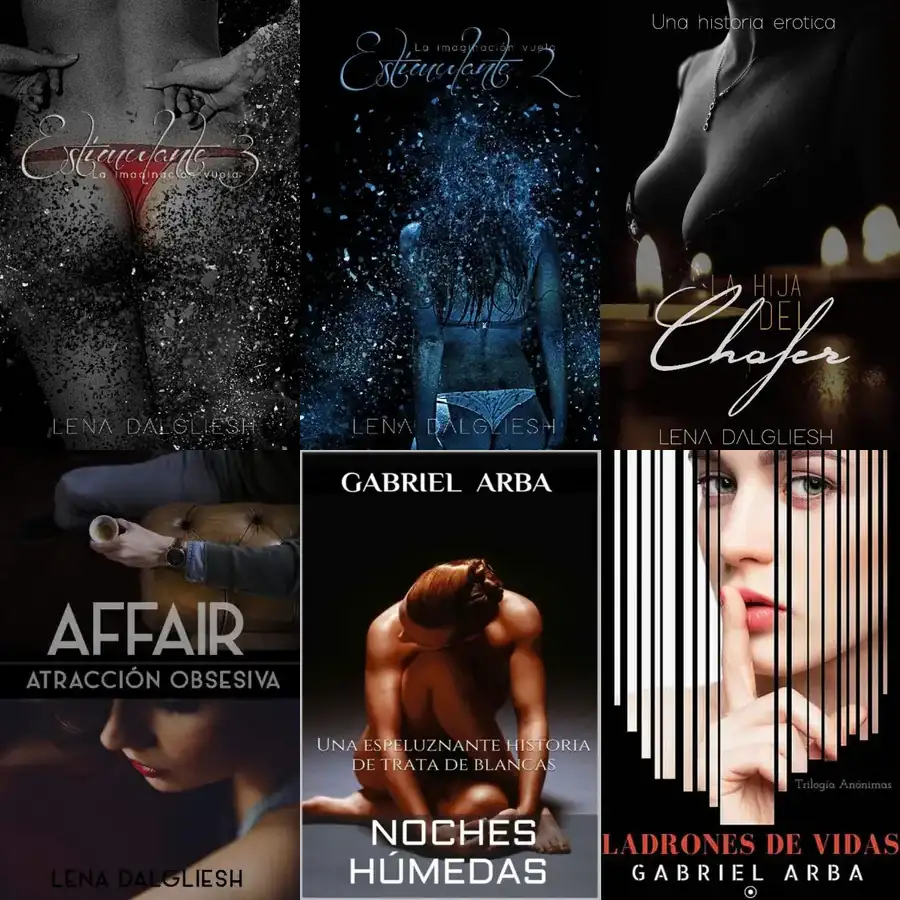 Estimulante 3
La imaginación vuela.
LENA DALGLIESH
La imaginación vuela
Estimulante 2
LENA DALGLIESH
Una historia erotica
LA HIJA
DEL
Chofer
LENA DALGLIESH
AFFAIR
ATRACCIÓN OBSESIVA
LENA DALGLIESH
GABRIEL ARBA
UNA ESPELUZNANTE HISTORIA
DE TRATA DE BLANCAS
NOCHES
HÚMEDAS
Trilogía Anónimas
LADRONES DE VIDAS
GABRIEL ARBA